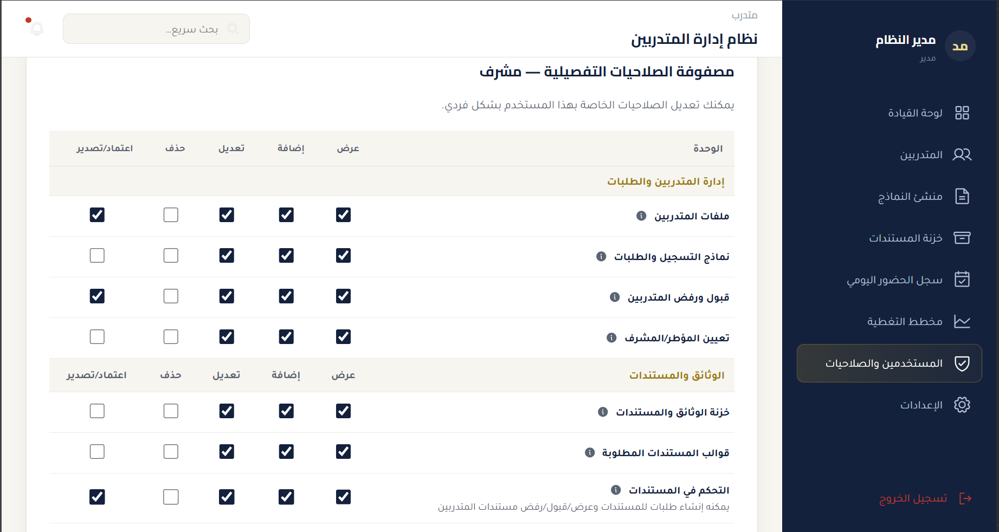 مدير النظام
مد
مدير
لوحة القيادة
المتدربين
منشئ النماذج
خزنة المستندات
سجل الحضور اليومي
مخطط التغطية
المستخدمين والصلاحيات
الإعدادات
تسجيل الخروج
متدرب
نظام إدارة المتدربين
بحث سريع...
مصفوفة الصلاحيات التفصيلية — مشرف
يمكنك تعديل الصلاحيات الخاصة بهذا المستخدم بشكل فردي.
الوحدة عرض إضافة تعديل حذف اعتماد/تصدير
إدارة المتدربين والطلبات
ملفات المتدربين
نماذج التسجيل والطلبات
قبول ورفض المتدربين
تعيين المؤطر/المشرف
الوثائق والمستندات عرض إضافة تعديل حذف اعتماد/تصدير
خزنة الوثائق والمستندات
قوالب المستندات المطلوبة
التحكم في المستندات
يمكنه إنشاء طلبات للمستندات وعرض/قبول/رفض مستندات المتدربين